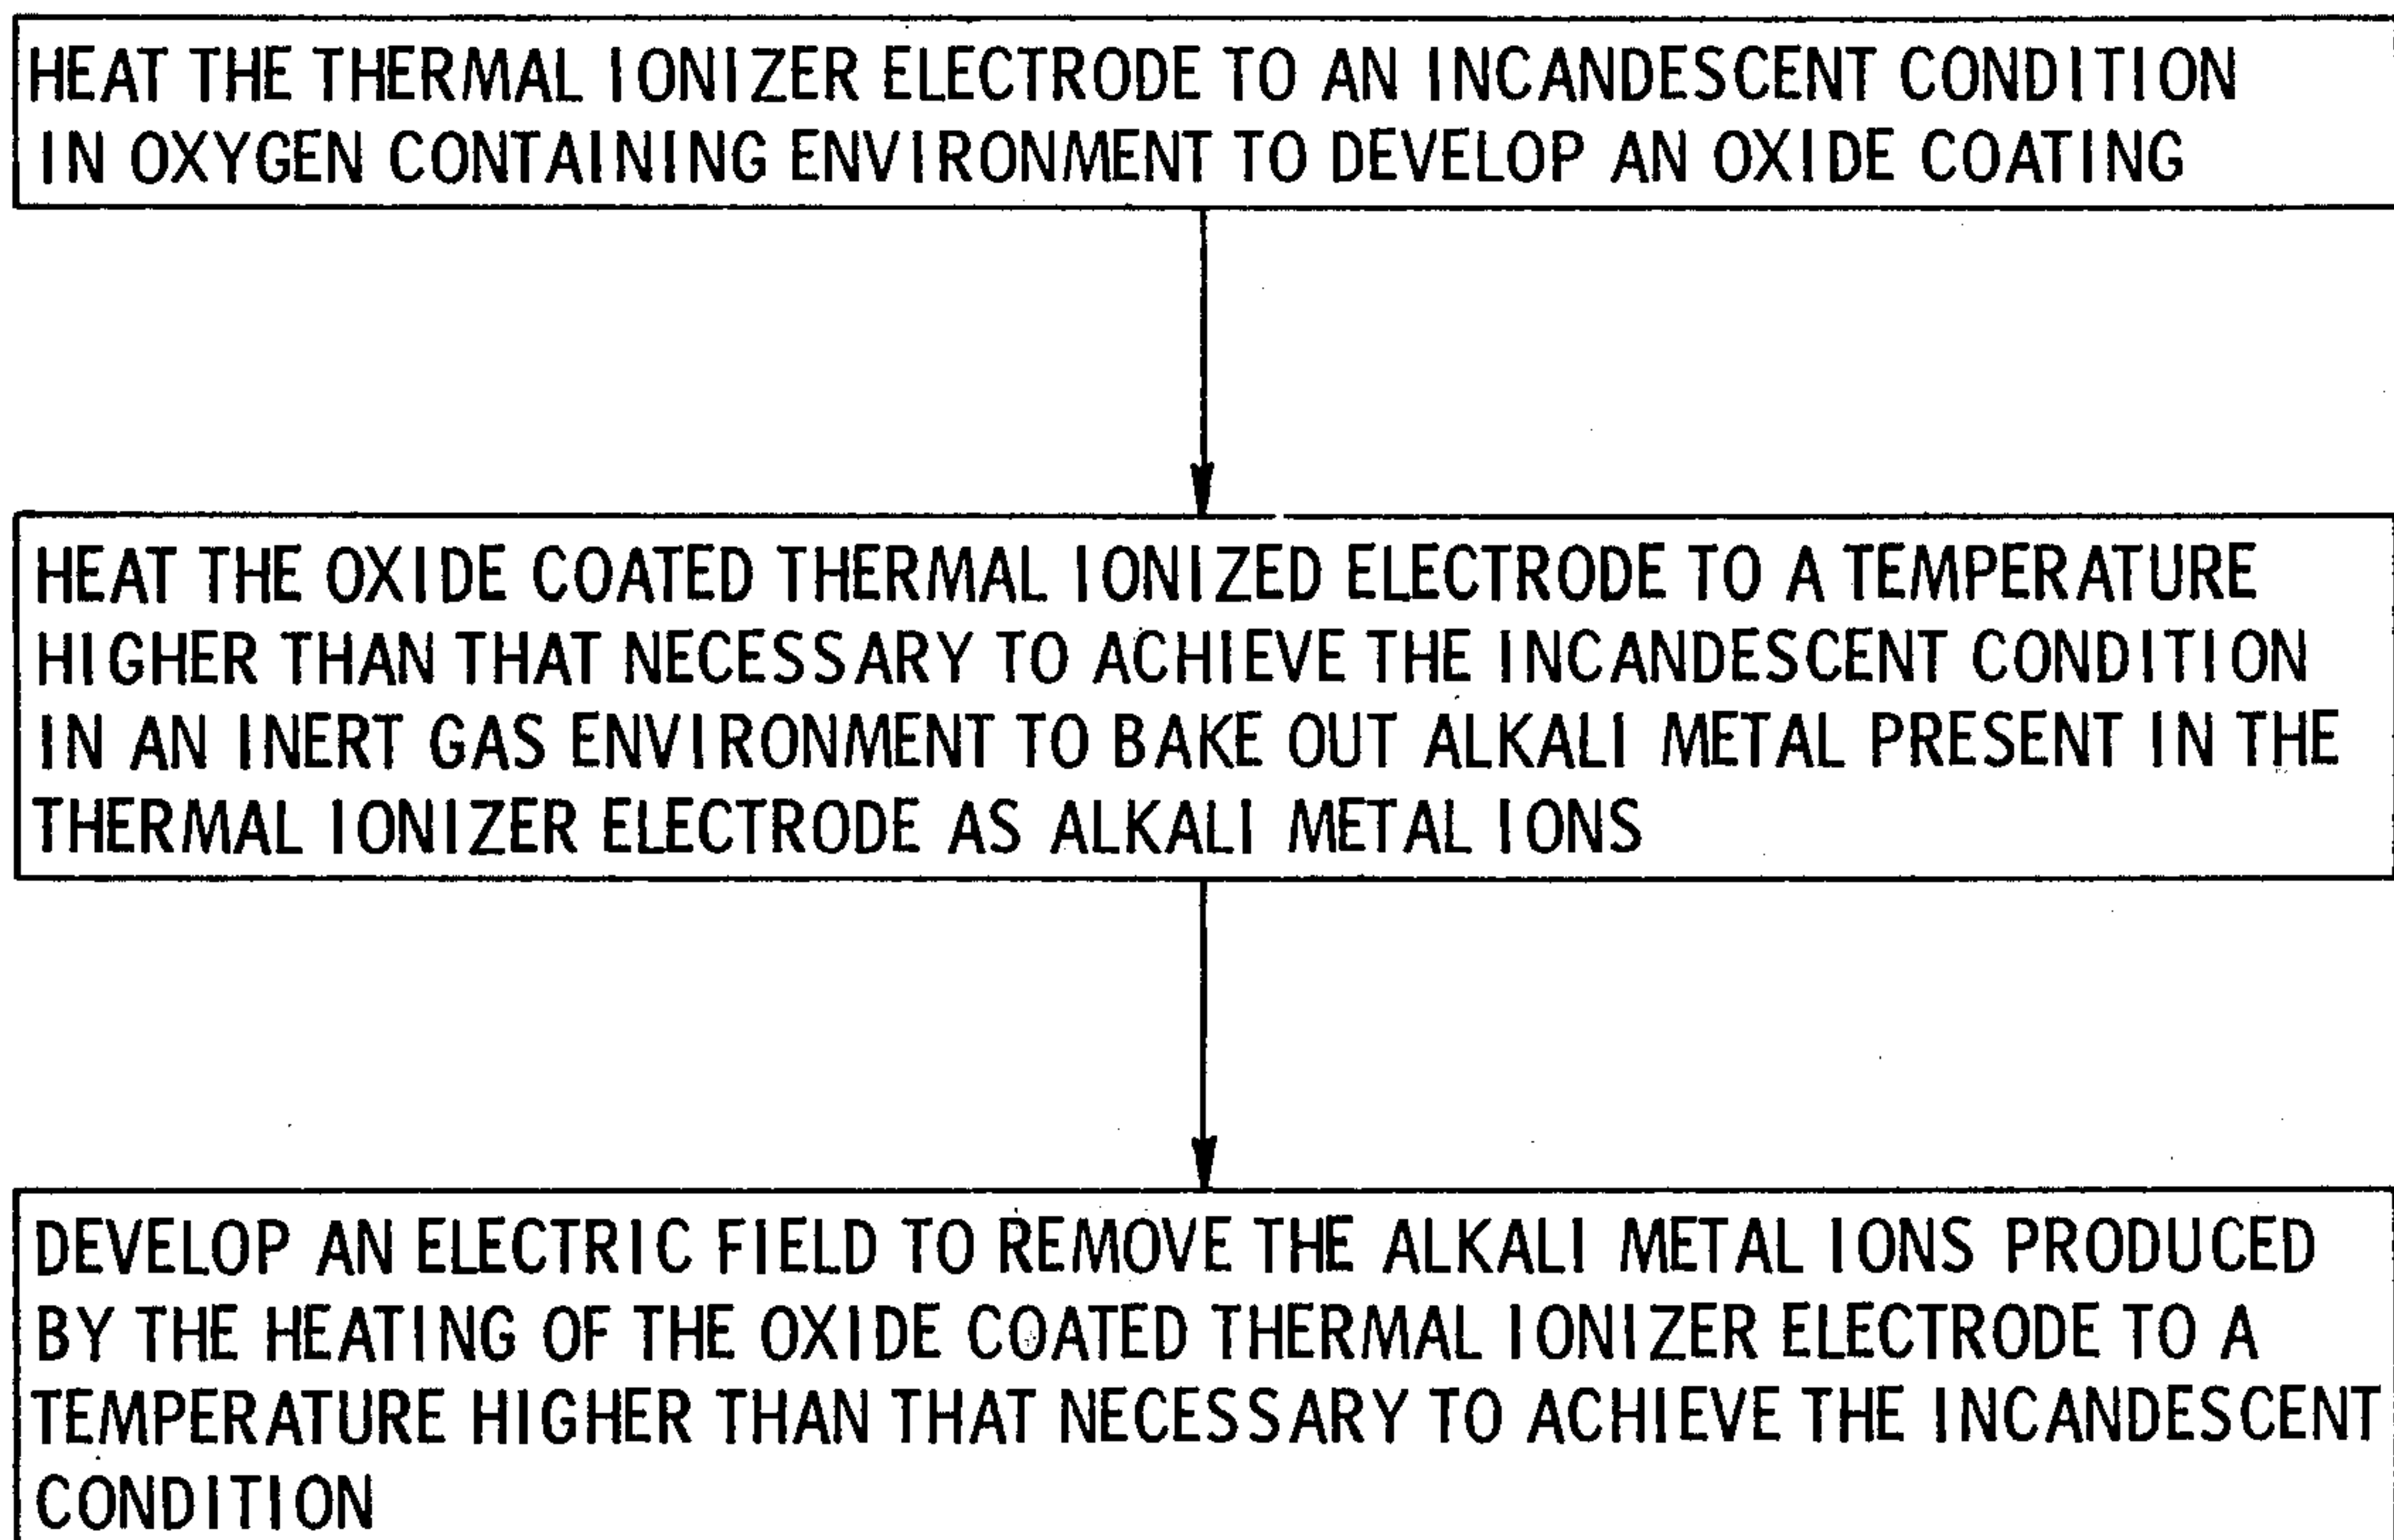 HEAT THE THERMAL IONIZER ELECTRODE TO AN INCANDESCENT CONDITION
IN OXYGEN CONTAINING ENVIRONMENT TO DEVELOP AN OXIDE COATING
HEAT THE OXIDE COATED THERMAL IONIZED ELECTRODE TO A TEMPERATURE
HIGHER THAN THAT NECESSARY TO ACHIEVE THE INCANDESCENT CONDITION
IN AN INERT GAS ENVIRONMENT TO BAKE OUT ALKALI METAL PRESENT IN THE
THERMAL IONIZER ELECTRODE AS ALKALI METAL IONS
DEVELOP AN ELECTRIC FIELD TO REMOVE THE ALKALI METAL IONS PRODUCED
BY THE HEATING OF THE OXIDE COATED THERMAL IONIZER ELECTRODE TO A
TEMPERATURE HIGHER THAN THAT NECESSARY TO ACHIEVE THE INCANDESCENT
CONDITION